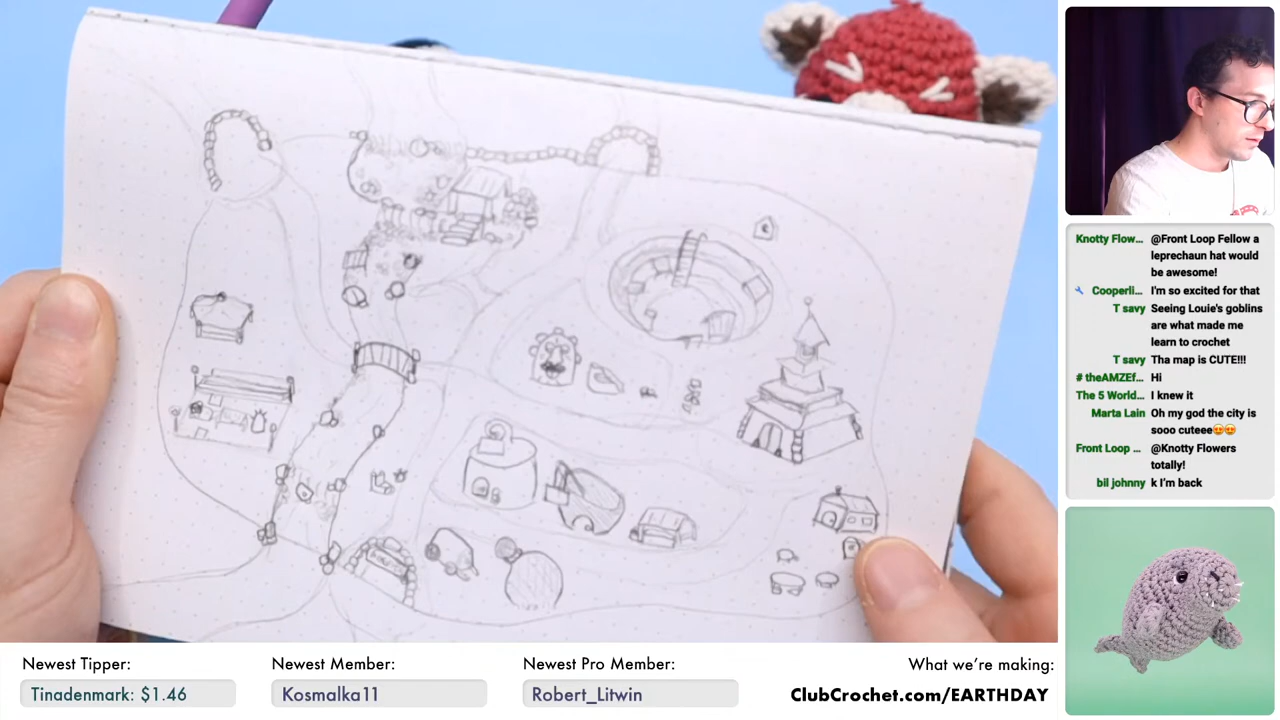 Knotty Flow... @Front Loop Fellow a
leprechaun hat would
be awesome!
Cooperli... I'm so excited for that
T savy Seeing Louie's goblins
are what made me
learn to crochet
T savy Tha map is CUTE!!!
# theAMZEf... Hi
The 5 World... I knew it
Marta Lain Oh my god the city is
sooo cuteee😍😍
Front Loop ... @Knotty Flowers
totally!
bil johnny k I'm back
Newest Tipper:
Tinadenmark: $1.46
Newest Member:
Kosmalka11
Newest Pro Member:
Robert_Litwin
What we're making:
ClubCrochet.com/EARTHDAY